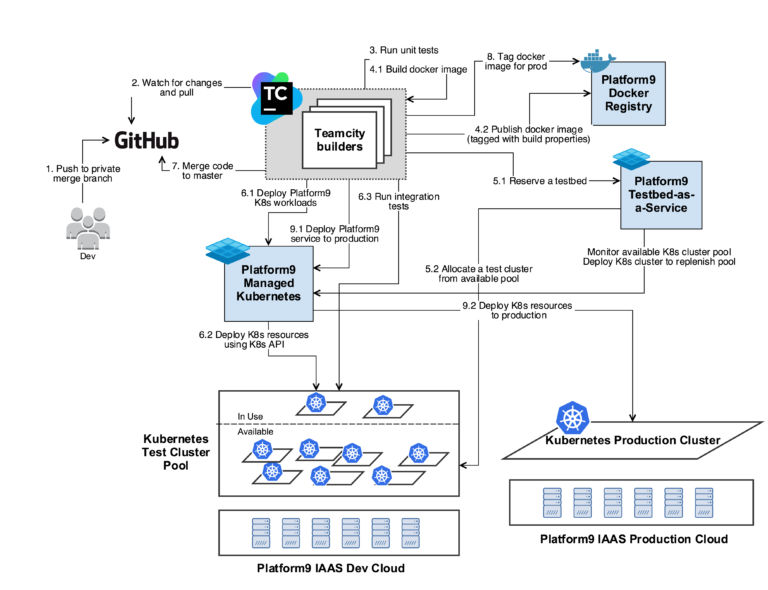 3. Run unit tests
4.1 Build docker image
8. Tag docker
image for prod
Platform9
Docker
Registry
2. Watch for changes
and pull
TC
Teamcity
builders
GitHub
4.2 Publish docker image
(tagged with build properties)
1. Push to private
merge branch
7. Merge code
to master
5.1 Reserve a testbed
Platform9
Testbed-as-
a-Service
6.1 Deploy Platform9
K8s workloads
6.3 Run integration
tests
9.1 Deploy Platform9
service to production
Dev
Monitor available K8s cluster pool
Deploy K8s cluster to replenish pool
Platform9
Managed
Kubernetes
5.2 Allocate a test cluster
from available pool
9.2 Deploy K8s resources
to production
6.2 Deploy K8s resources
using K8s API
In Use
Available
Kubernetes
Test Cluster
Pool
Kubernetes Production Cluster
Platform9 IAAS Production Cloud
Platform9 IAAS Dev Cloud